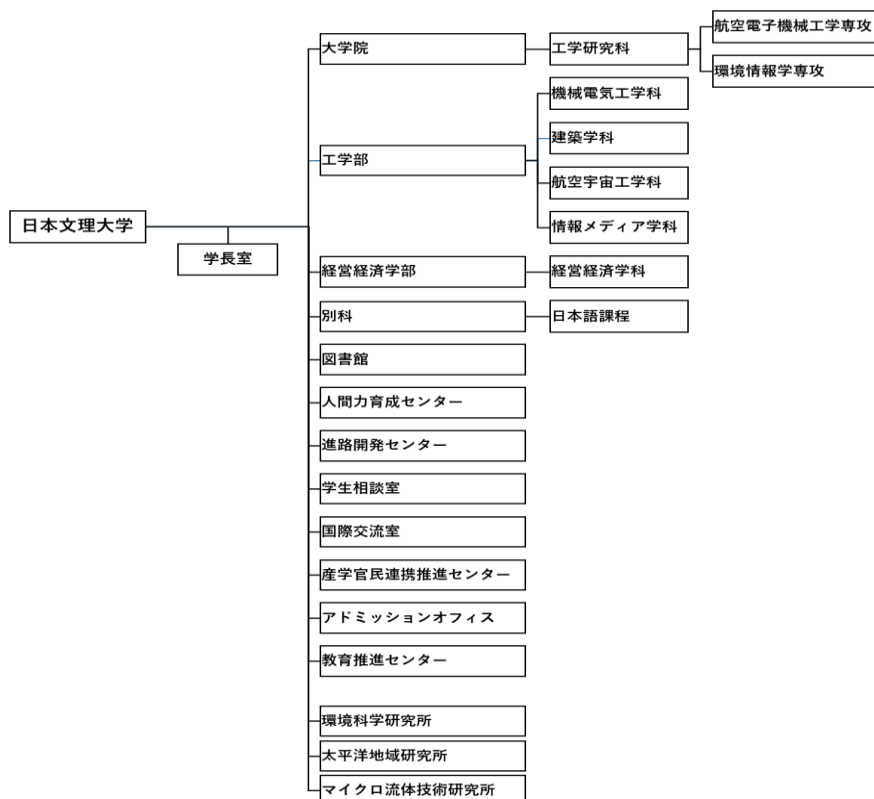 大学院
工学研究科
航空電子機械工学専攻
環境情報学専攻
工学部
機械電気工学科
建築学科
航空宇宙工学科
情報メディア学科
日本文理大学
学長室
経営経済学部
経営経済学科
別科
日本語課程
図書館
人間力育成センター
進路開発センター
学生相談室
国際交流室
産学官民連携推進センター
アドミッションオフィス
教育推進センター
環境科学研究所
太平洋地域研究所
マイクロ流体技術研究所